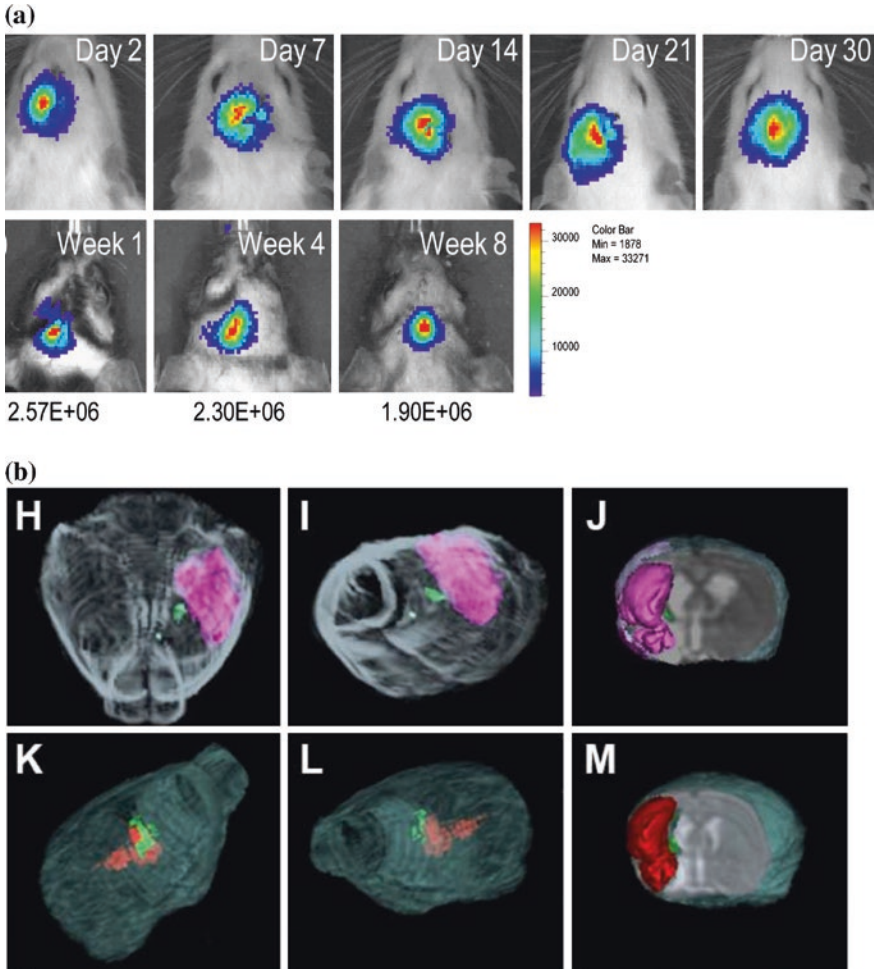 (a)
Day 2 Day 7 Day 14 Day 21 Day 30
Week 1 Week 4 Week 8
30000
20000
10000
Color Bar
Min = 1878
Max = 33271
2.57E+06 2.30E+06 1.90E+06
(b)
H I J
K L M